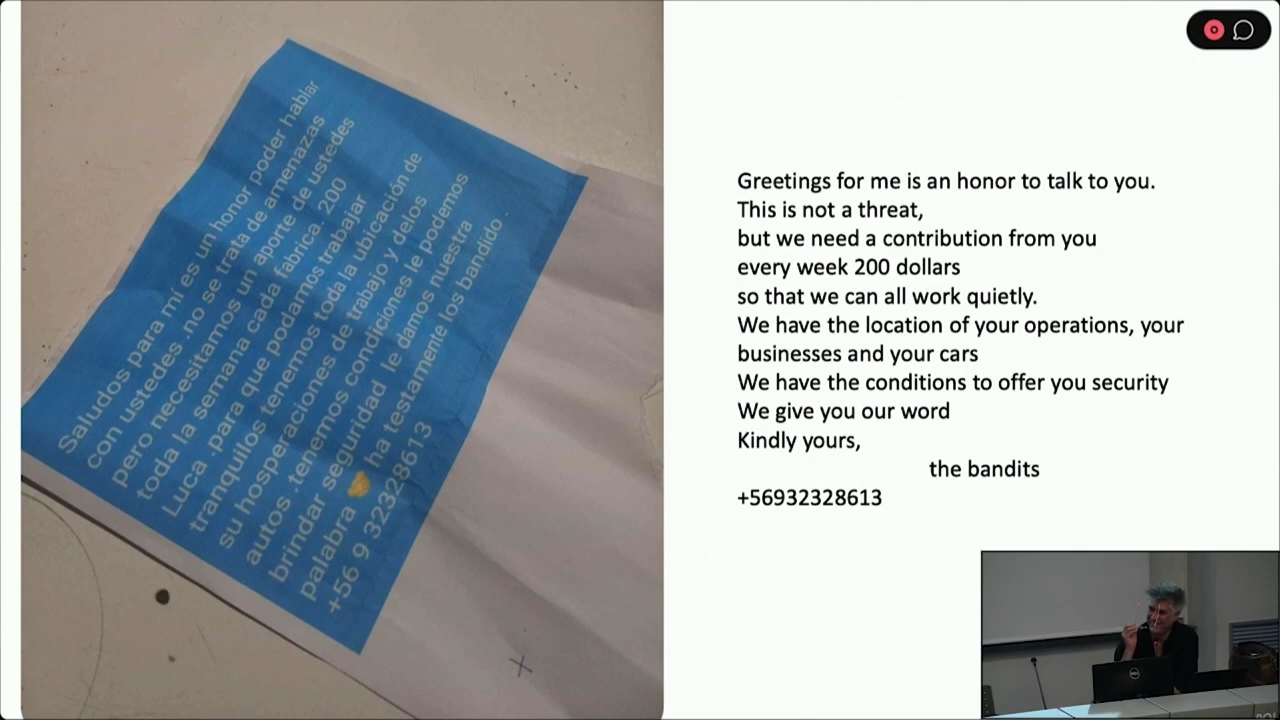 Saludos para mí es un honor poder hablar
con ustedes .no se trata de amenazas
pero necesitamos un aporte de ustedes
toda la semana cada fabrica 200
Luca .para que podamos trabajar
tranquilos tenemos toda la ubicación de
su hosperaciones de trabajo y delos
autos .tenemos condiciones le podemos
brindar seguridad le damos nuestra
palabra 🤛 ha testamente los bandido .
+56 9 32328613
Greetings for me is an honor to talk to you.
This is not a threat,
but we need a contribution from you
every week 200 dollars
so that we can all work quietly.
We have the location of your operations, your
businesses and your cars
We have the conditions to offer you security
We give you our word
Kindly yours,
the bandits
+56932328613
DELL